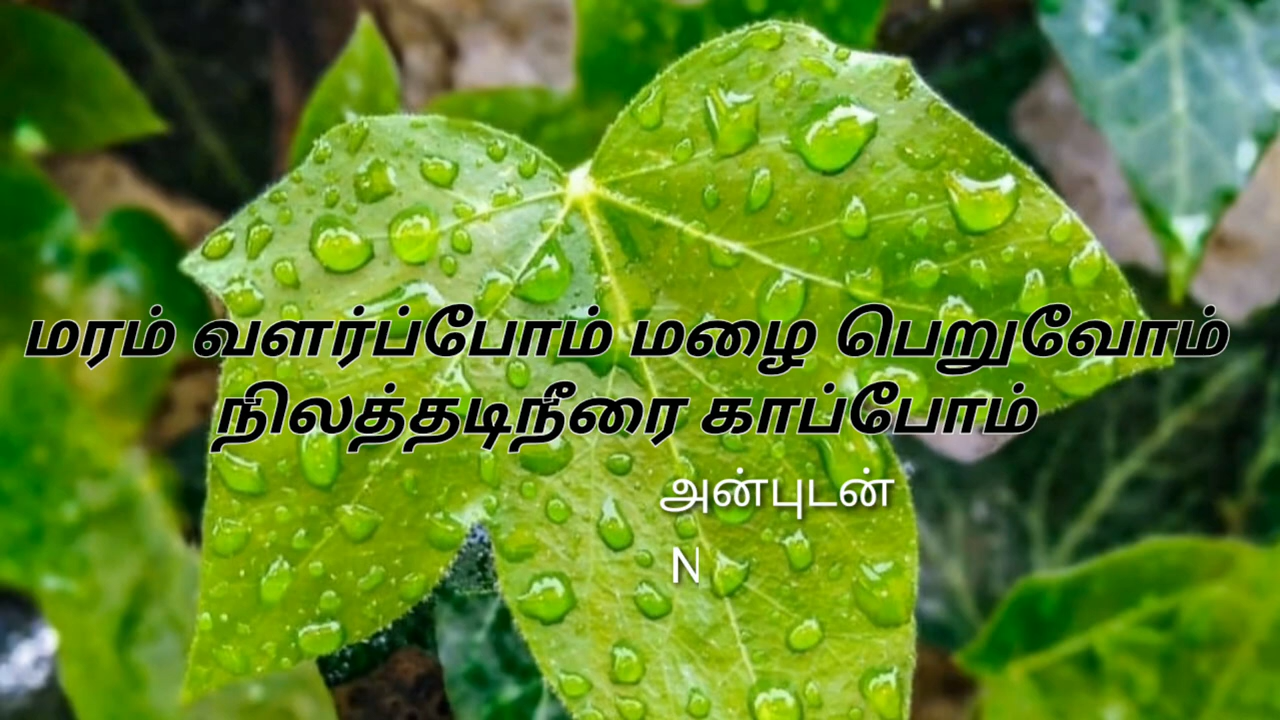 மரம் வளர்ப்போம் மழை பெறுவோம்
நிலத்தடிநீரை காப்போம்
அன்புடன்
N